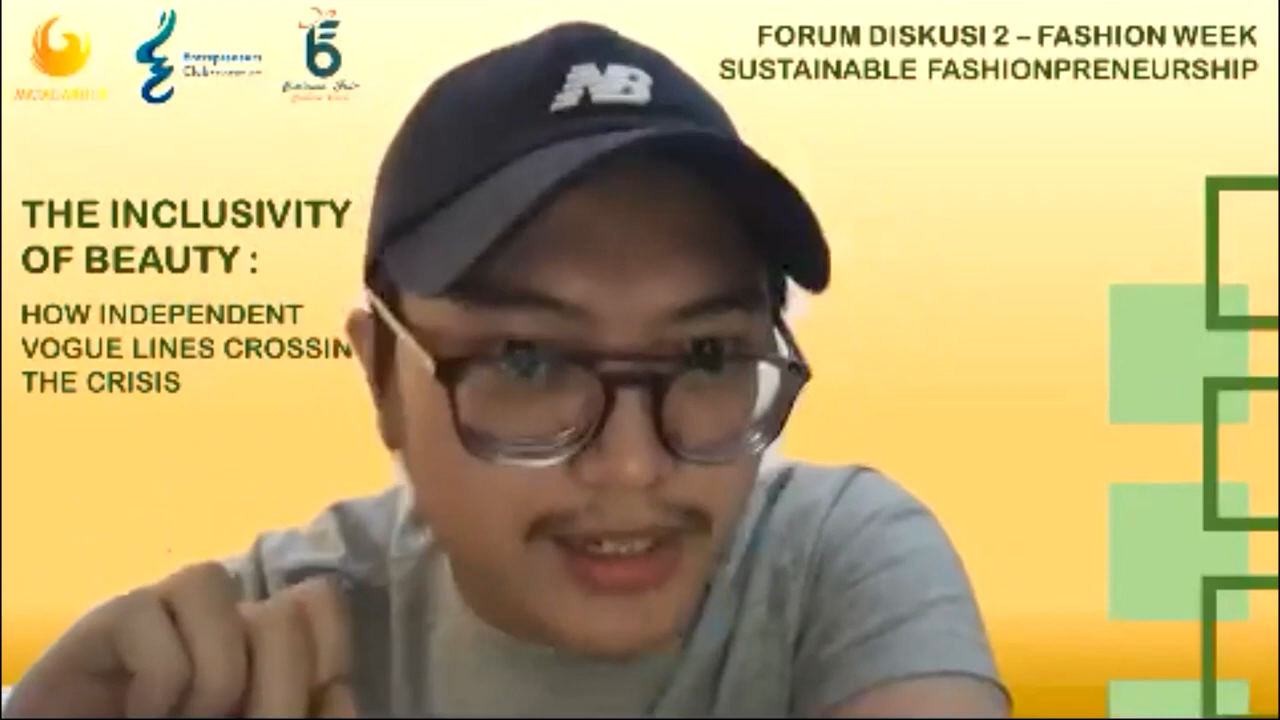 FORUM DISKUSI 2 – FASHION WEEK
SUSTAINABLE FASHIONPRENEURSHIP
NB
THE INCLUSIVITY
OF BEAUTY :
HOW INDEPENDENT
VOGUE LINES CROSSIN
THE CRISIS